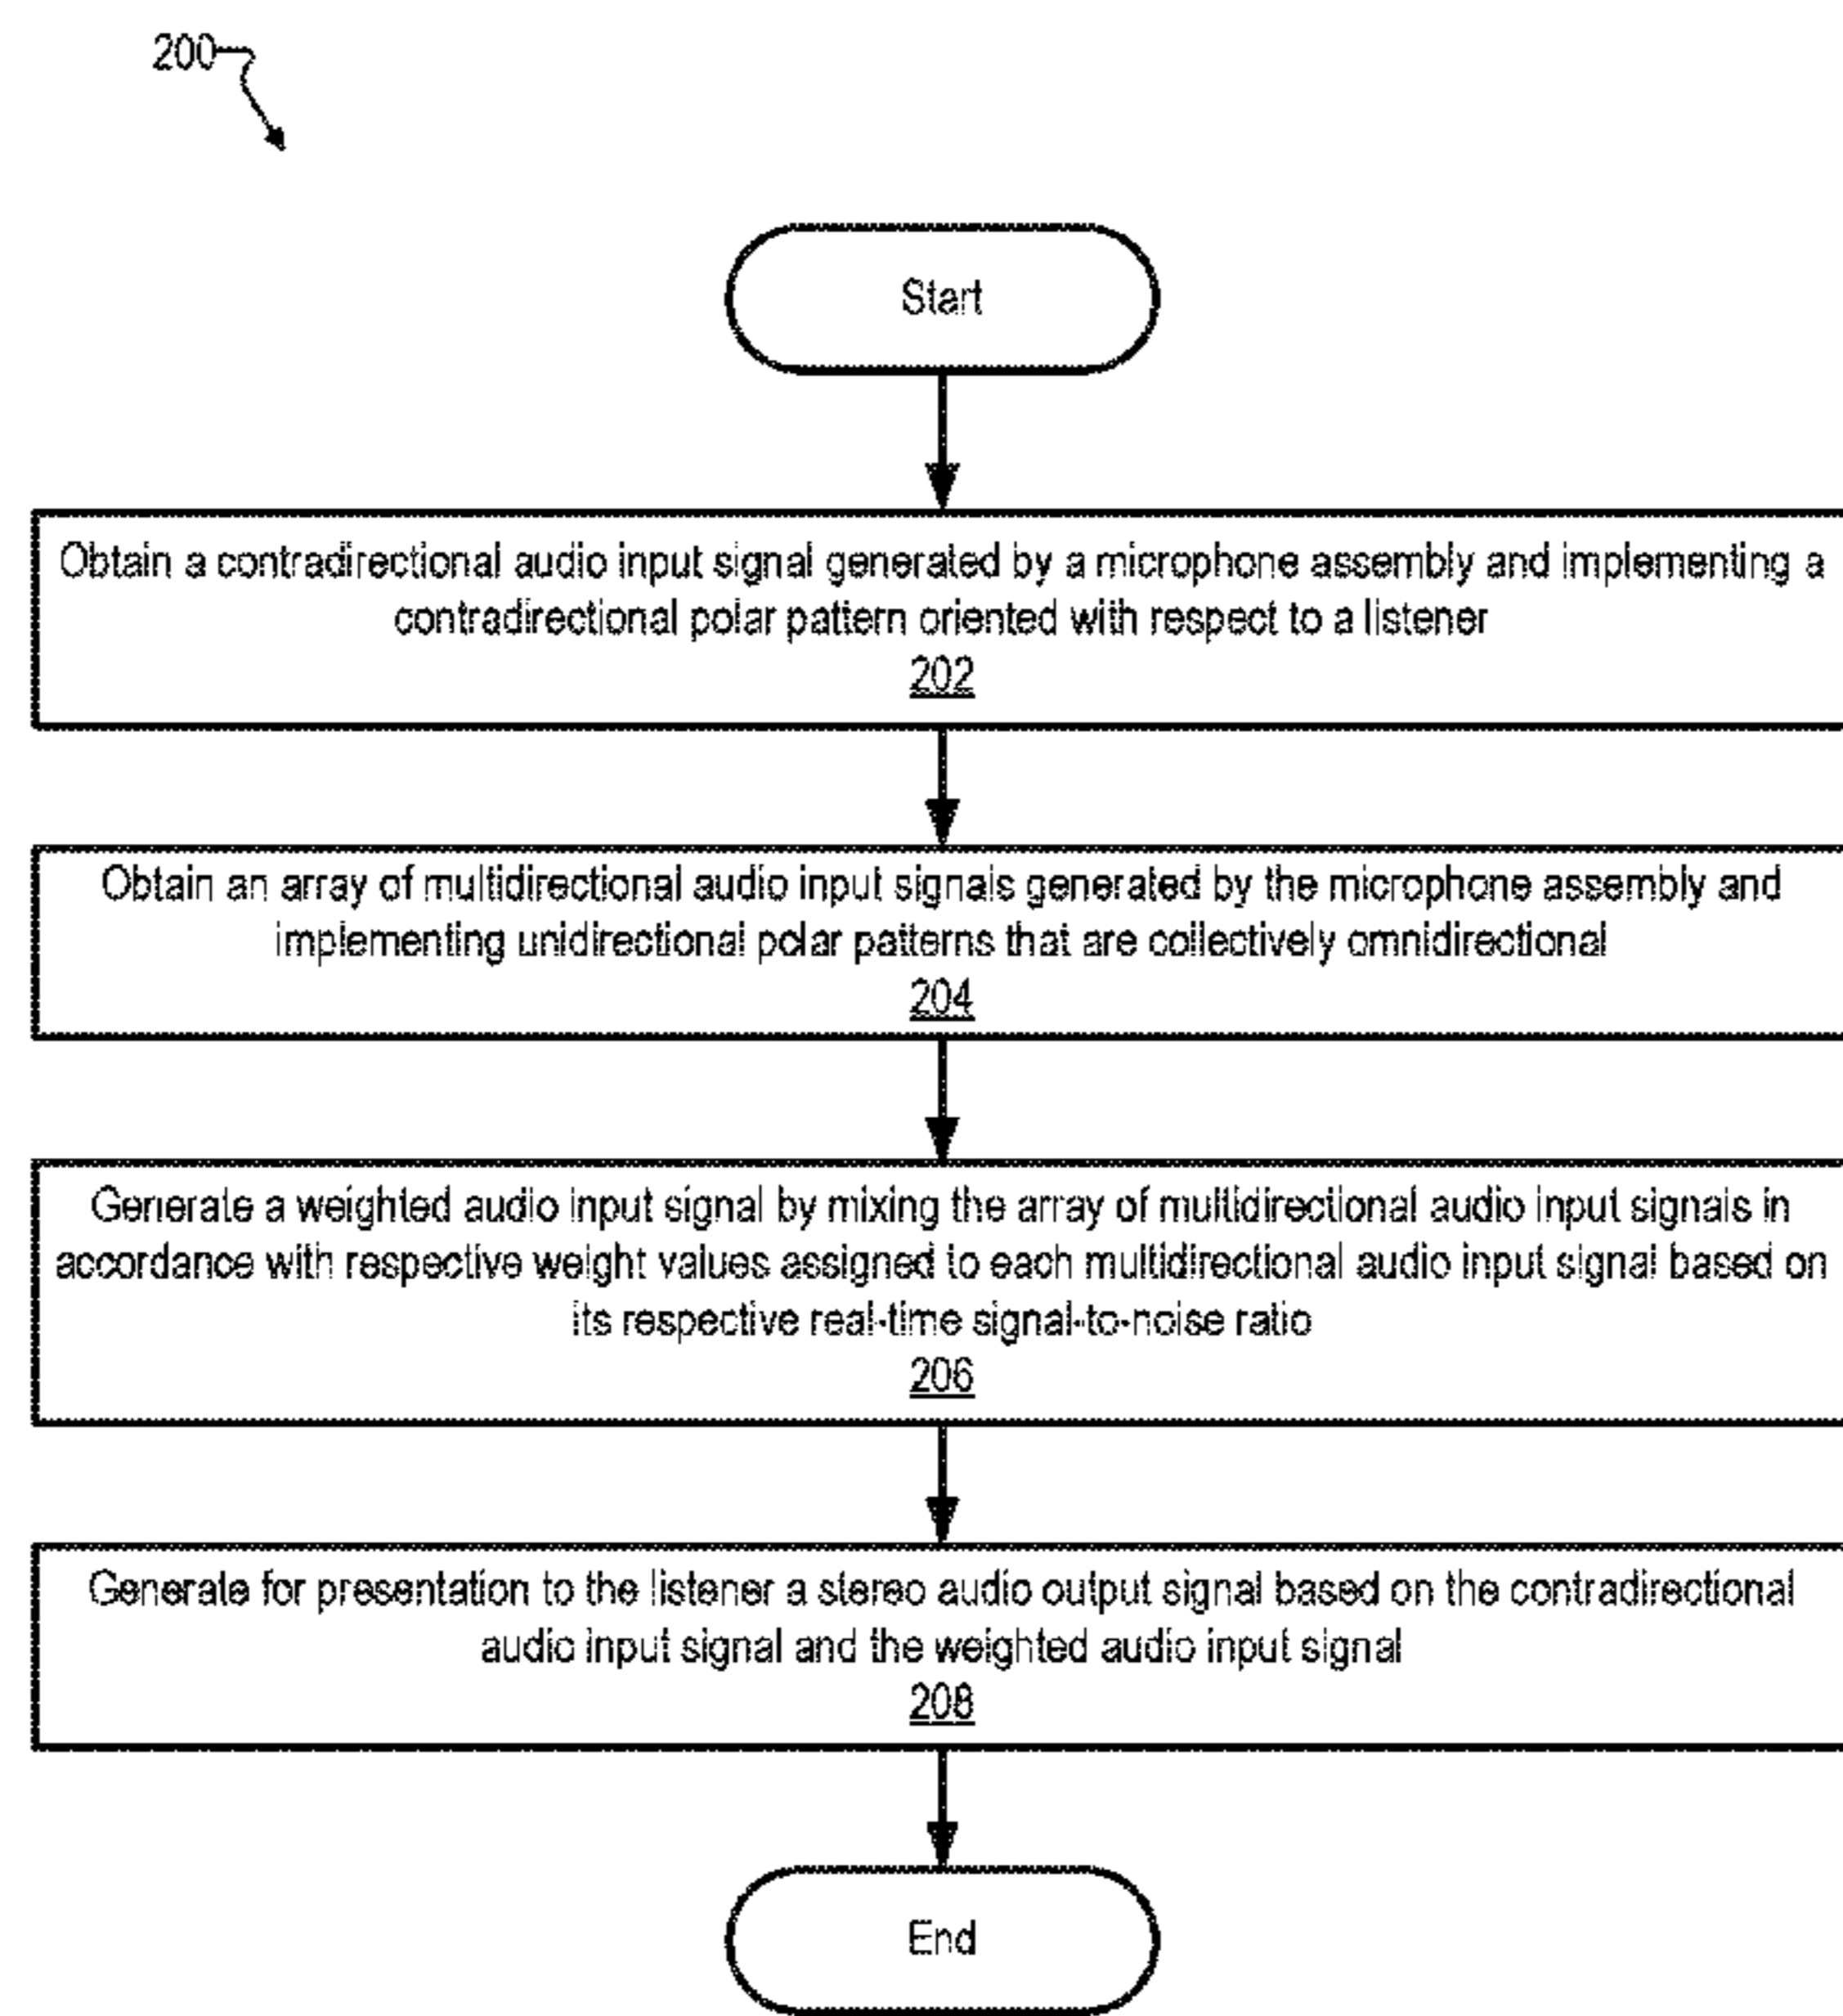 200
Start
Obtain a contradirectional audio input signal generated by a microphone assembly and implementing a
contradirectional polar pattern oriented with respect to a listener
202
Obtain an array of multidirectional audio input signals generated by the microphone assembly and
implementing unidirectional polar patterns that are collectively omnidirectional
204
Generate a weighted audio input signal by mixing the array of multidirectional audio input signals in
accordance with respective weight values assigned to each multidirectional audio input signal based on
its respective real-time signal-to-noise ratio
206
Generate for presentation to the listener a stereo audio output signal based on the contradirectional
audio input signal and the weighted audio input signal
208
End